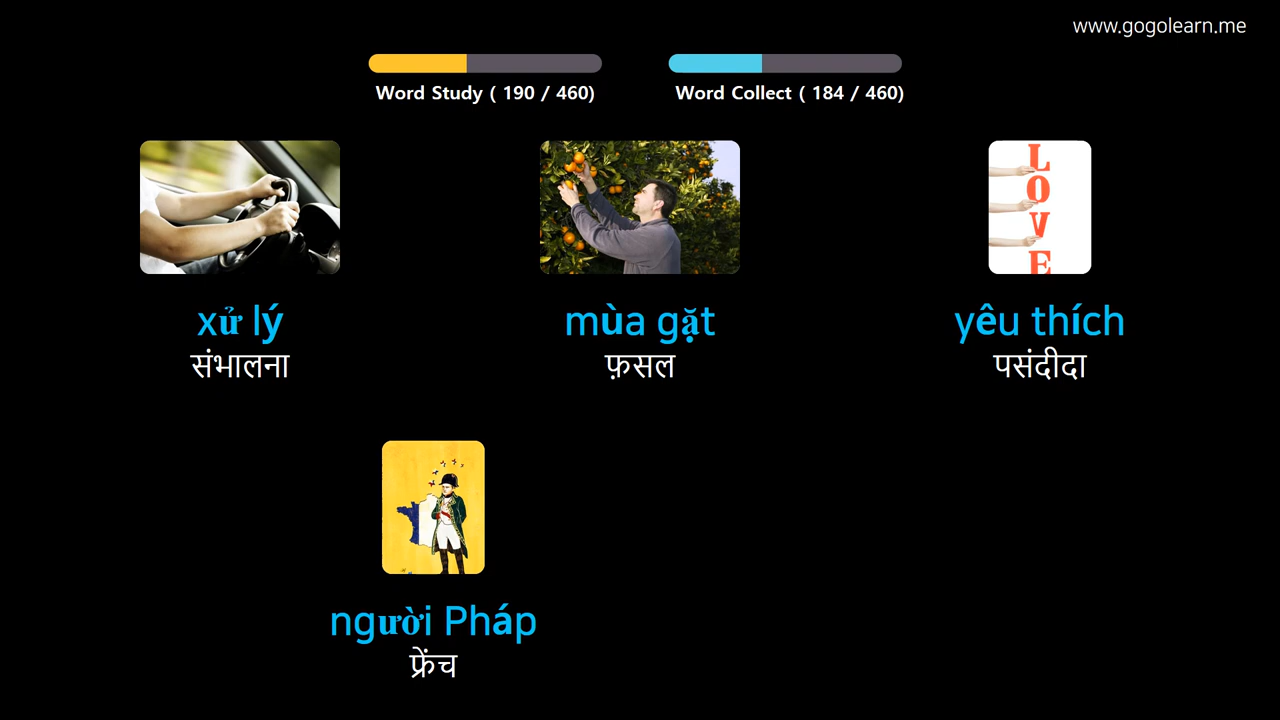 www.gogolearn.me
Word Study ( 190 / 460)
Word Collect ( 184 / 460)
L
O
V
E
xử lý
संभालना
mùa gặt
फ़सल
yêu thích
पसंदीदा
người Pháp
फ्रेंच